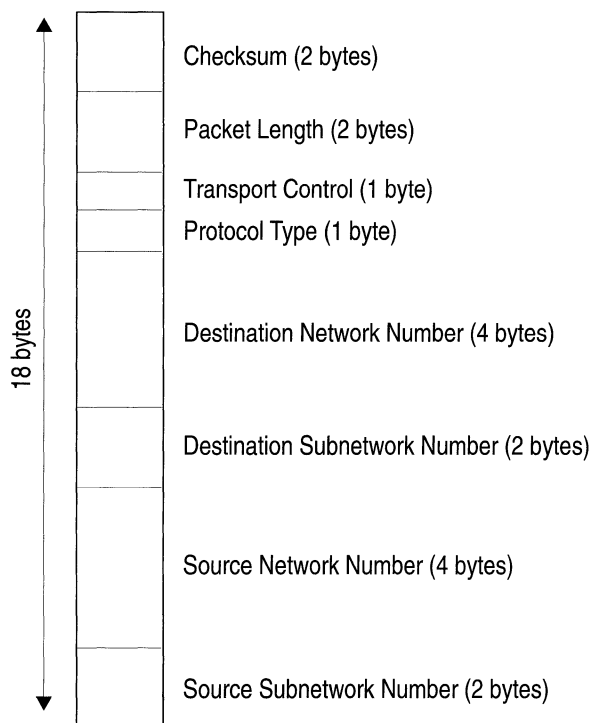 Checksum (2 bytes)
Packet Length (2 bytes)
Transport Control (1 byte)
Protocol Type (1 byte)
18 bytes
Destination Network Number (4 bytes)
Destination Subnetwork Number (2 bytes)
Source Network Number (4 bytes)
Source Subnetwork Number (2 bytes)